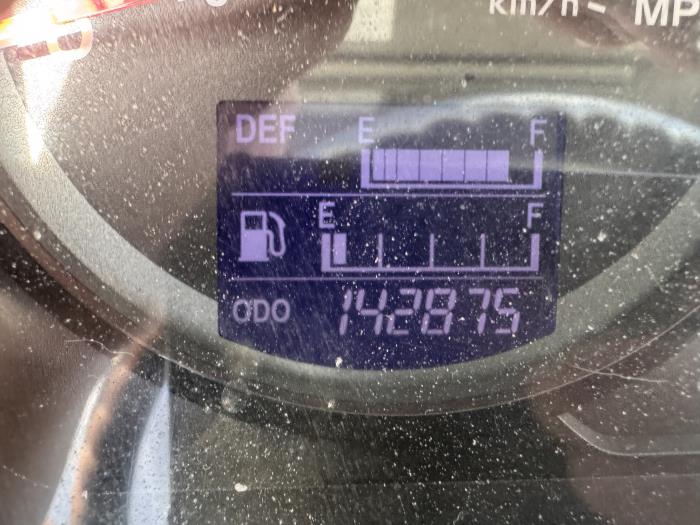 km/h MP
DEF E F
E F
ODO 142875